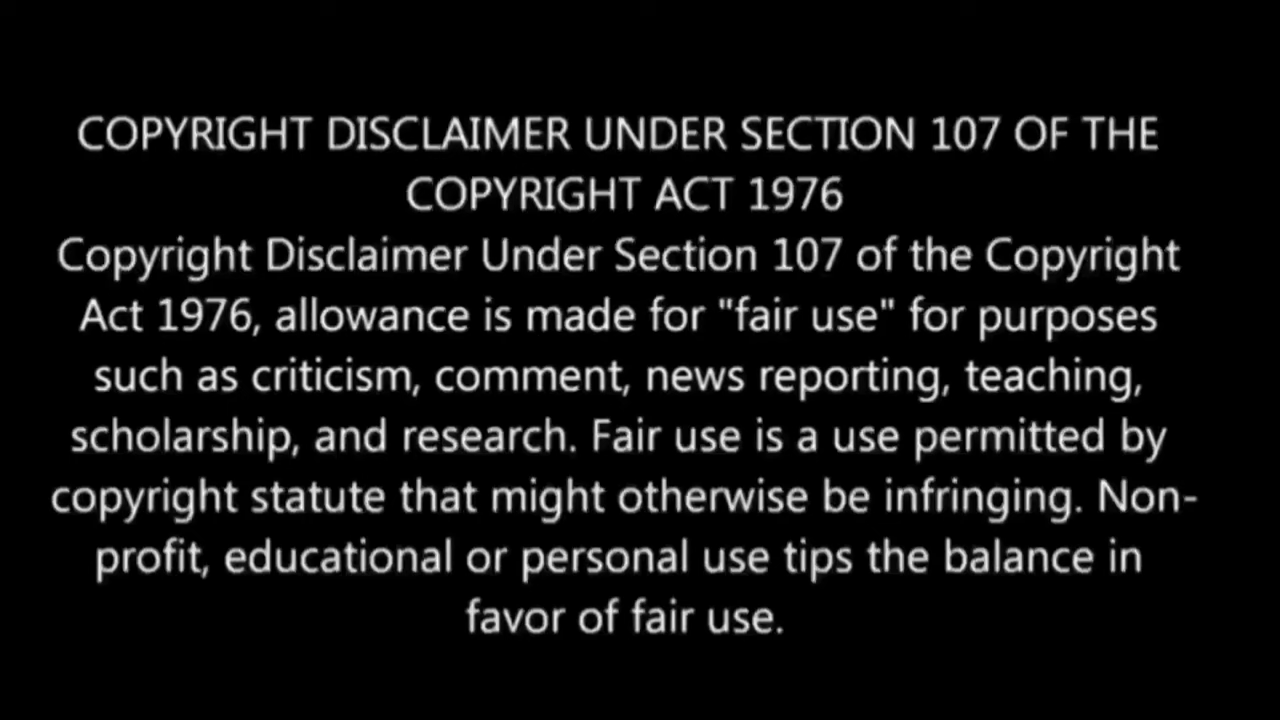 COPYRIGHT DISCLAIMER UNDER SECTION 107 OF THE
COPYRIGHT ACT 1976
Copyright Disclaimer Under Section 107 of the Copyright
Act 1976, allowance is made for "fair use" for purposes
such as criticism, comment, news reporting, teaching,
scholarship, and research. Fair use is a use permitted by
copyright statute that might otherwise be infringing. Non-
profit, educational or personal use tips the balance in
favor of fair use.